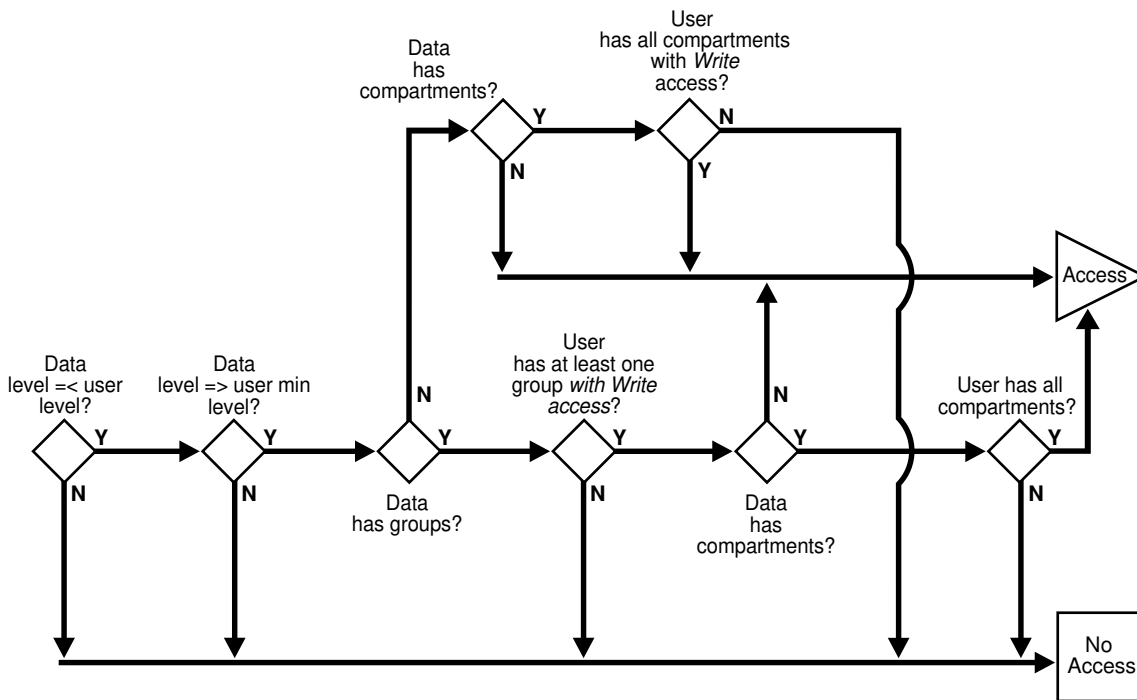 User
has all compartments
with Write
access?
Data
has
compartments?
Y
N
N
Y
Access
Data
level =< user
level?
Data
level => user min
level?
User
has at least one
group with Write
access?
User has all
compartments?
N
N
Y
Y
Y
Y
Y
Y
N
N
N
N
Data
has groups?
Data
has
compartments?
No
Access